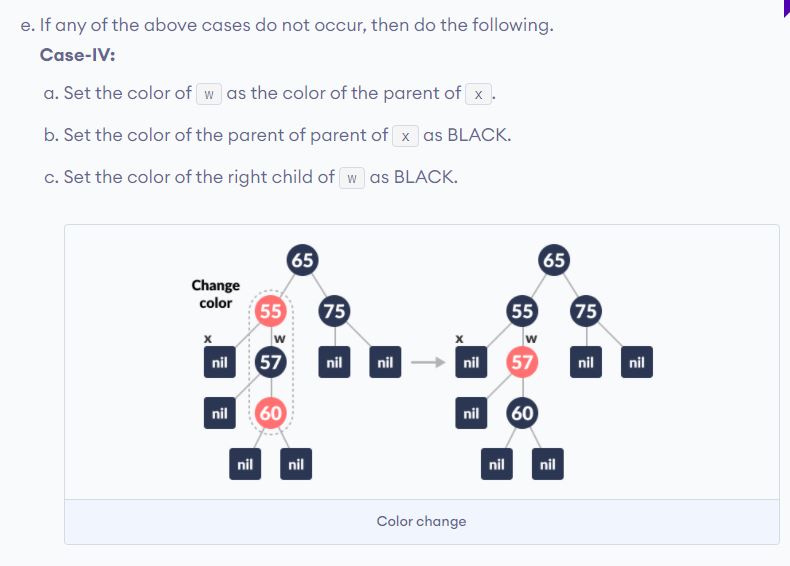 e. If any of the above cases do not occur, then do the following.
Case-IV:
a. Set the color of w as the color of the parent of x.
b. Set the color of the parent of parent of x as BLACK.
c. Set the color of the right child of w as BLACK.
65 65
Change
color
55 75 55 75
x w x w
nil 57 nil nil nil 57 nil nil
nil 60 nil 60
nil nil nil nil
Color change